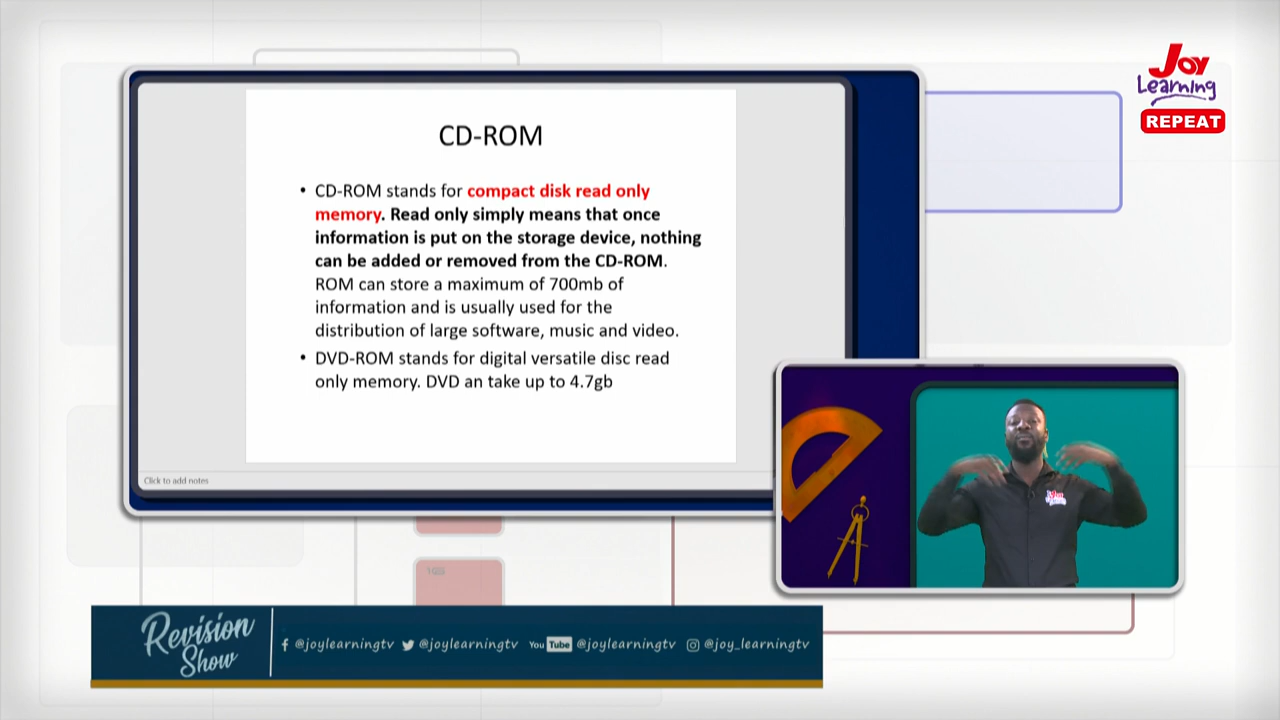 CD-ROM
• CD-ROM stands for compact disk read only
memory. Read only simply means that once
information is put on the storage device, nothing
can be added or removed from the CD-ROM.
ROM can store a maximum of 700mb of
information and is usually used for the
distribution of large software, music and video.
• DVD-ROM stands for digital versatile disc read
only memory. DVD an take up to 4.7gb
Click to add notes
Joy
Learning
REPEAT
Revision
Show
@joylearningtv @joylearningtv You Tube @joylearningtv @joy_learningtv